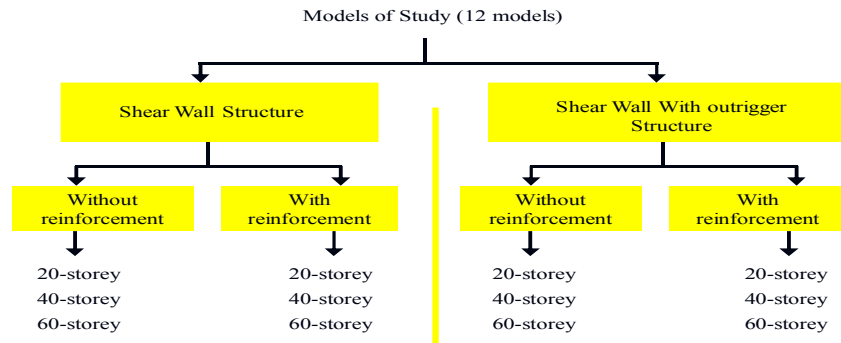 Models of Study (12 models)
Shear Wall Structure
Shear Wall With outrigger
Structure
Without
reinforcement
With
reinforcement
Without
reinforcement
With
reinforcement
20-storey
40-storey
60-storey
20-storey
40-storey
60-storey
20-storey
40-storey
60-storey
20-storey
40-storey
60-storey